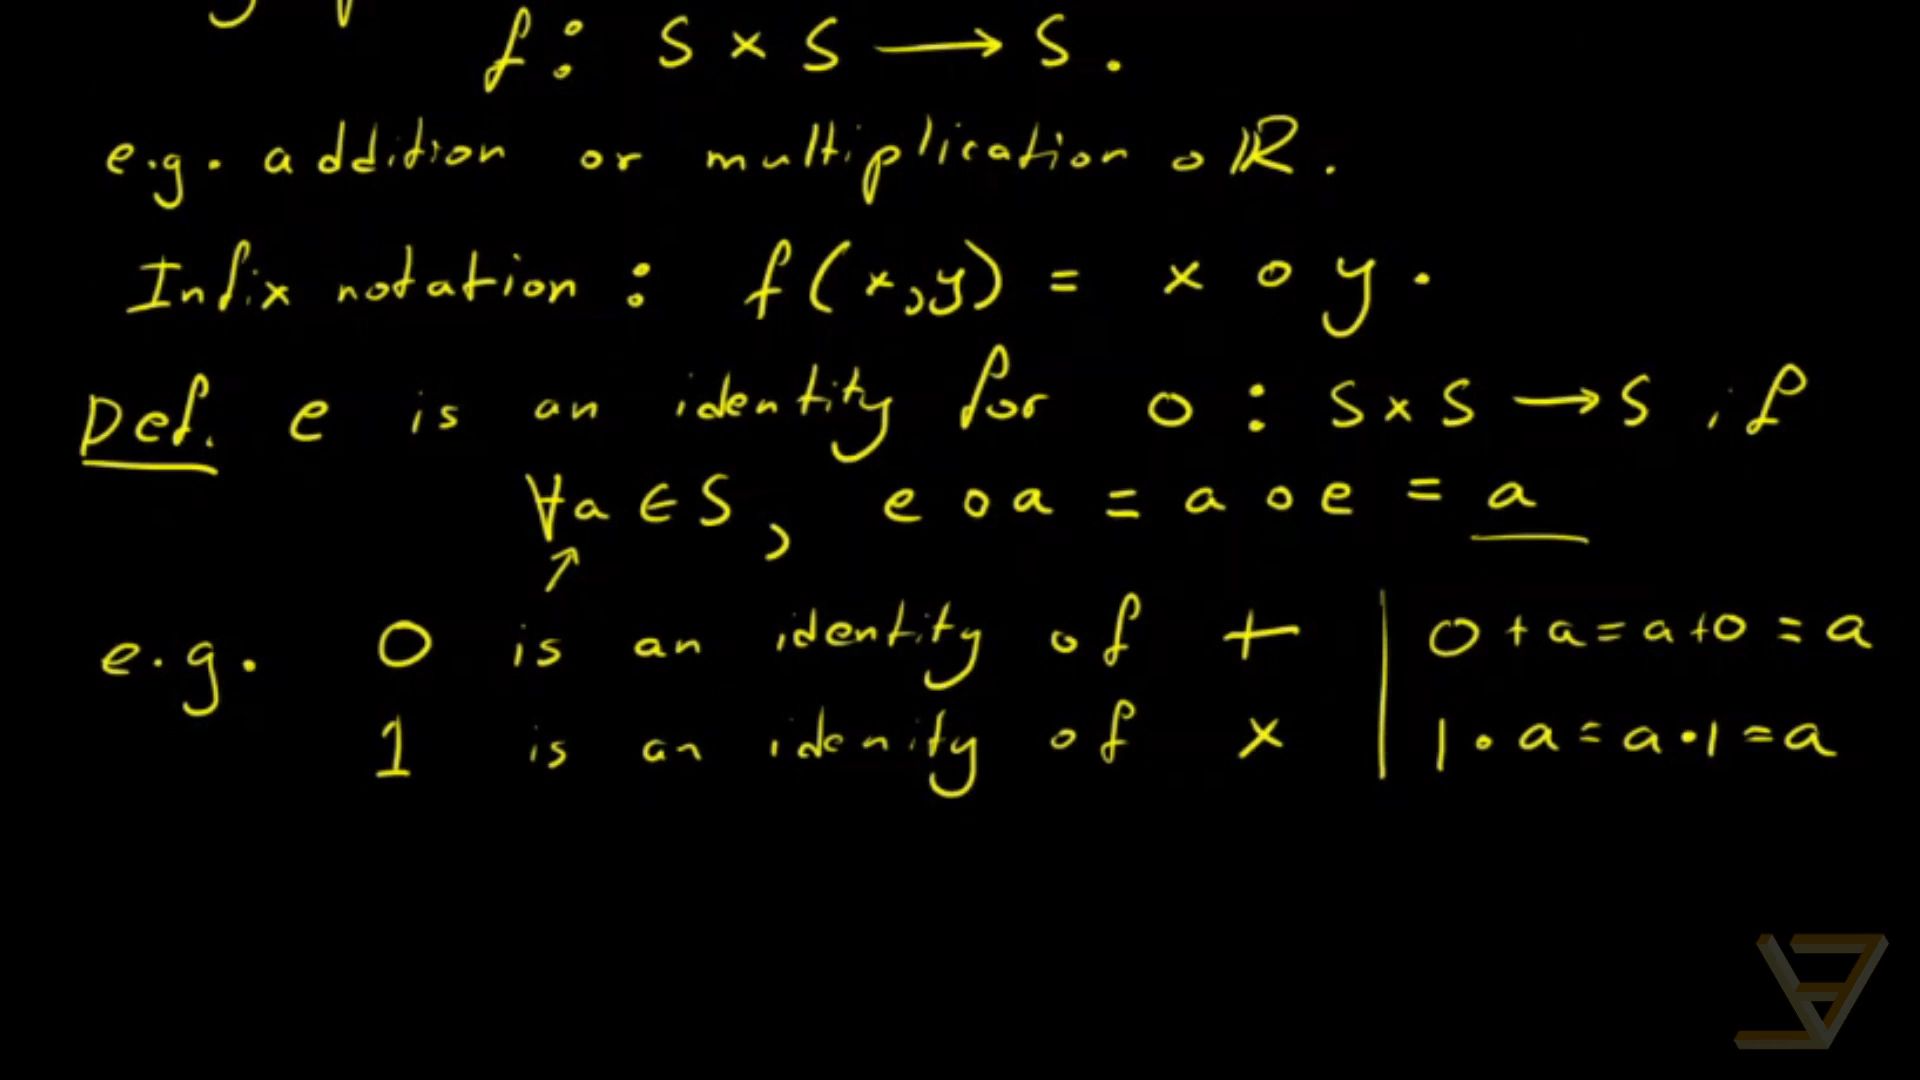 f : S × S ⟶ S .
e.g. addition or multiplication o ℝ .
Infix notation : f(x,y) = x ∘ y .
Def. e is an identity for ∘ : S × S ⟶ S if
∀a ∈ S , e ∘ a = a ∘ e = a
e.g. 0 is an identity of + | 0 + a = a + 0 = a
1 is an idenity of × | 1 · a = a · 1 = a